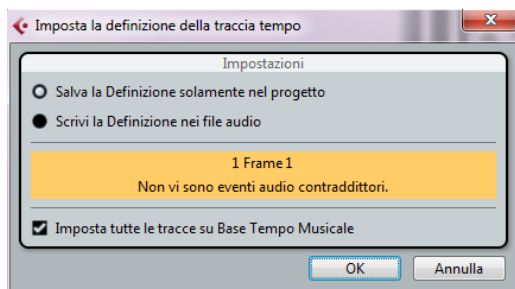 Imposta la definizione della traccia tempo
Impostazioni
Salva la Definizione solamente nel progetto
Scrivi la Definizione nei file audio
1 Frame 1
Non vi sono eventi audio contraddittori.
Imposta tutte le tracce su Base Tempo Musicale
OK Annulla